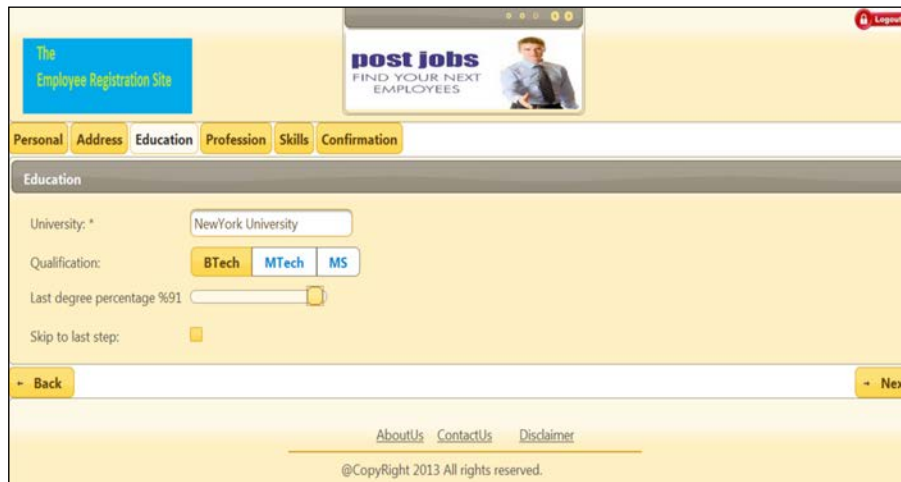 Logout
The
Employee Registration Site
post jobs
FIND YOUR NEXT
EMPLOYEES
Personal Address Education Profession Skills Confirmation
Education
University: * NewYork University
Qualification: BTech MTech MS
Last degree percentage %91
Skip to last step:
Back Nex
AboutUs ContactUs Disclaimer
@CopyRight 2013 All rights reserved.